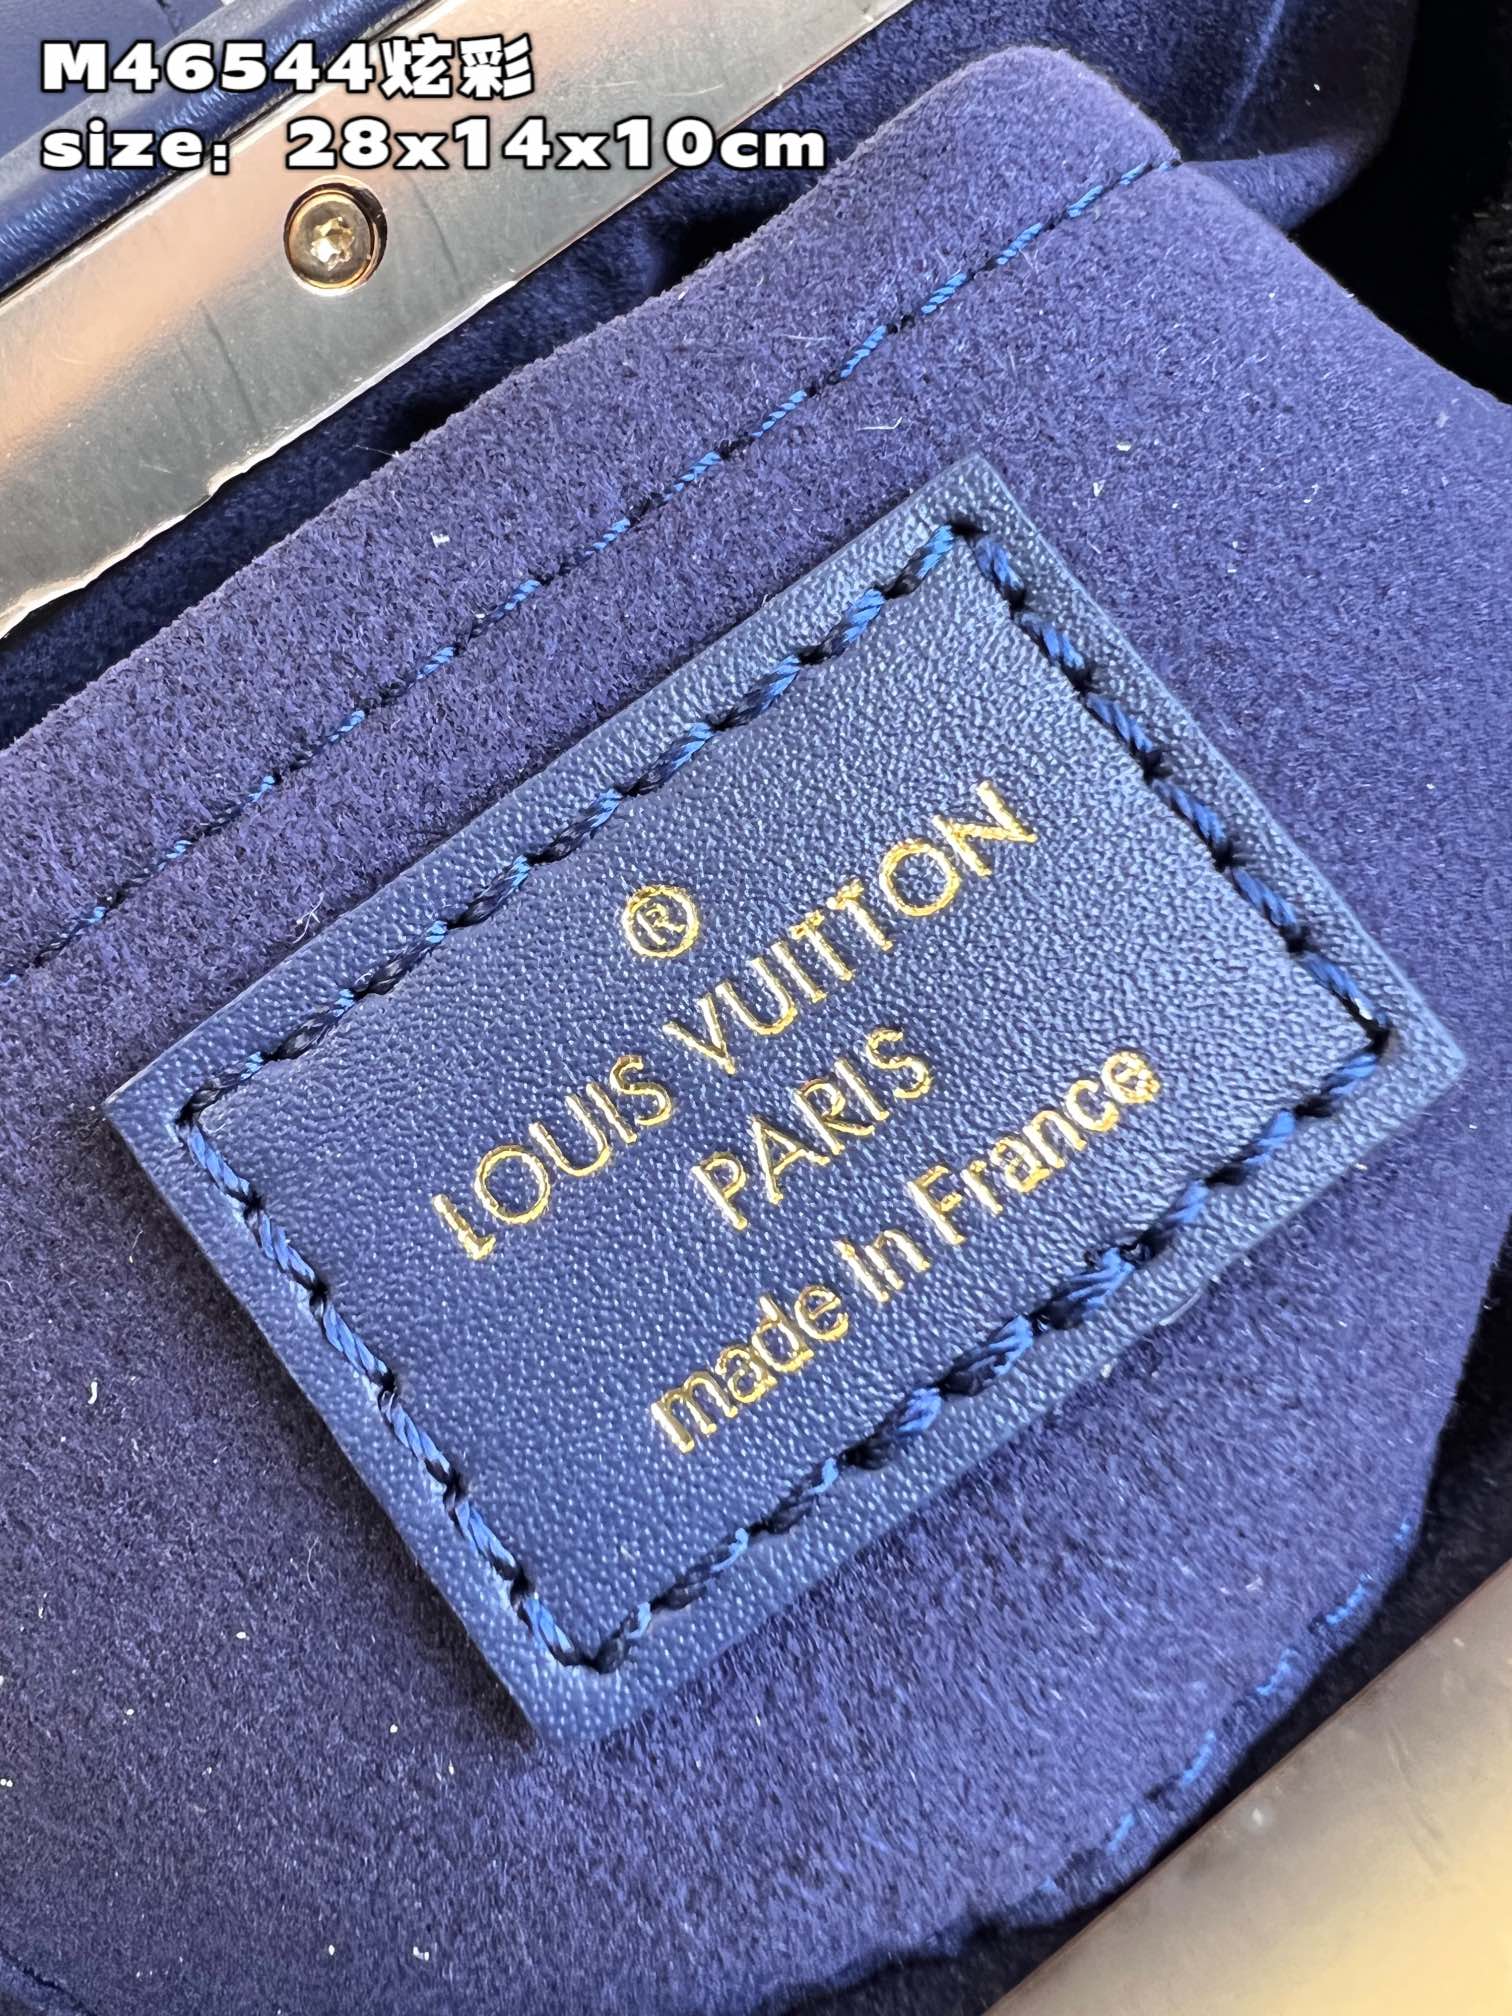 M46544炫彩
size：28x14x10cm
®
LOUIS VUITTON
PARIS
made in France